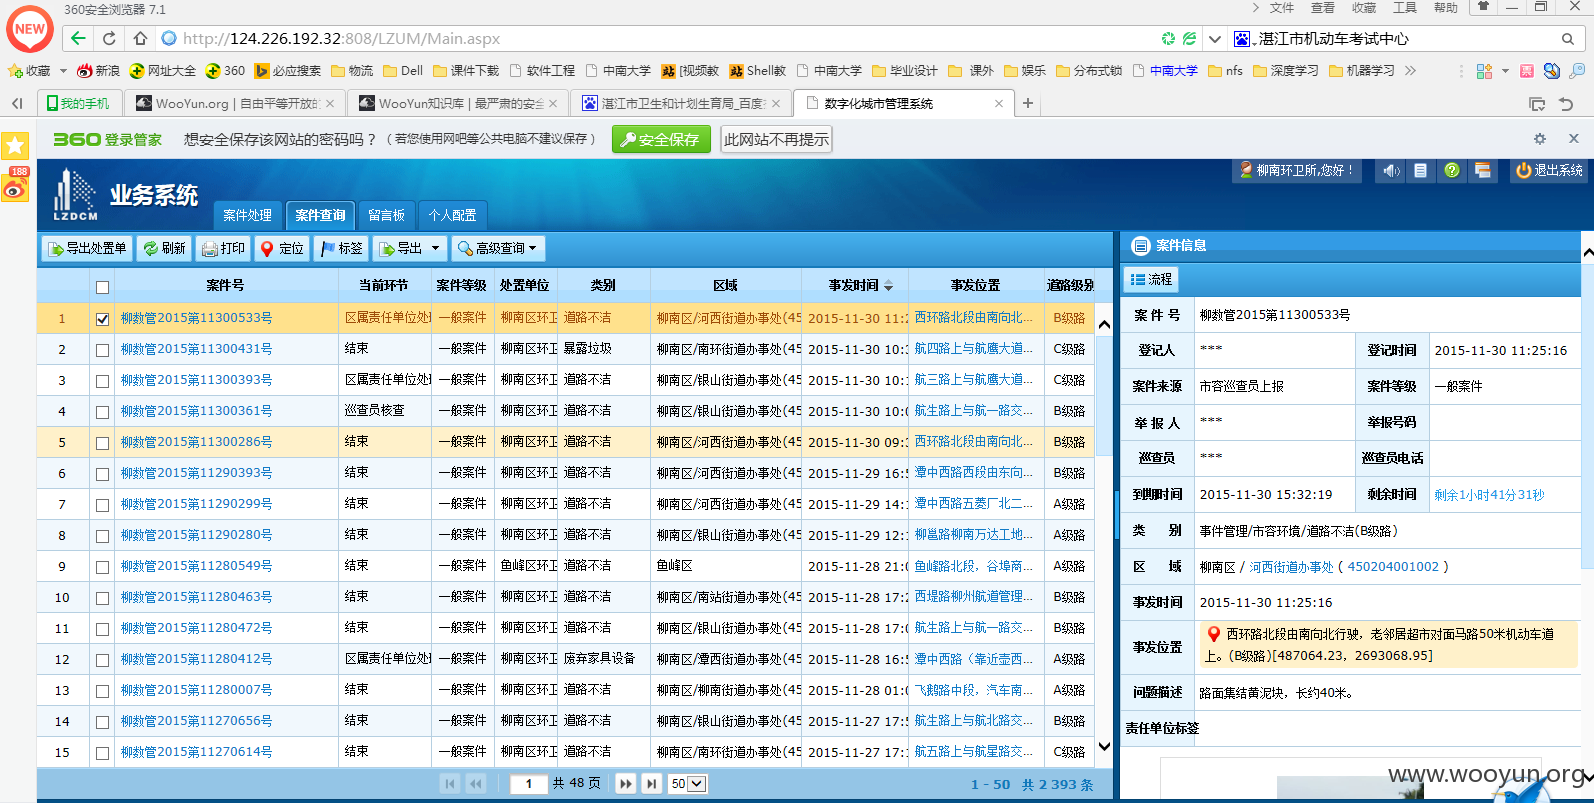 360安全浏览器 7.1
文件 查看 收藏 工具 帮助
NEW
http://124.226.192.32:808/LZUM/Main.aspx
湛江市机动车考试中心
收藏 新浪 网址大全 360 必应搜索 物流 Dell 课件下载 软件工程 中南大学 [视频教 Shell教 中南大学 毕业设计 课外 娱乐 分布式锁 中南大学 nfs 深度学习 机器学习
我的手机 WooYun.org | 自由平等开放的 WooYun知识库 | 最严肃的安全 湛江市卫生和计划生育局_百度 数字化城市管理系统
360 登录管家 想安全保存该网站的密码吗？（若您使用网吧等公共电脑不建议保存） 安全保存 此网站不再提示
188
LZDCM 业务系统
柳南环卫所,您好！ 退出系统
案件处理 案件查询 留言板 个人配置
导出处置单 刷新 打印 定位 标签 导出 高级查询
案件号 当前环节 案件等级 处置单位 类别 区域 事发时间 事发位置 道路级别
1 柳数管2015第11300533号 区属责任单位处 一般案件 柳南区环卫 道路不洁 柳南区/河西街道办事处(45 2015-11-30 11:2 西环路北段由南向北... B级路
2 柳数管2015第11300431号 结束 一般案件 柳南区环卫 暴露垃圾 柳南区/南环街道办事处(45 2015-11-30 10: 航四路上与航鹰大道... C级路
3 柳数管2015第11300393号 区属责任单位处 一般案件 柳南区环卫 道路不洁 柳南区/银山街道办事处(45 2015-11-30 10: 航三路上与航鹰大道... C级路
4 柳数管2015第11300361号 巡查员核查 一般案件 柳南区环卫 道路不洁 柳南区/银山街道办事处(45 2015-11-30 10:0 航生路上与航一路交... B级路
5 柳数管2015第11300286号 结束 一般案件 柳南区环卫 道路不洁 柳南区/河西街道办事处(45 2015-11-30 09: 西环路北段由南向北... B级路
6 柳数管2015第11290393号 结束 一般案件 柳南区环卫 道路不洁 柳南区/河西街道办事处(45 2015-11-29 16:5 潭中西路西段由东向... B级路
7 柳数管2015第11290299号 结束 一般案件 柳南区环卫 道路不洁 柳南区/河西街道办事处(45 2015-11-29 14: 潭中西路五菱厂北二... A级路
8 柳数管2015第11290280号 结束 一般案件 柳南区环卫 道路不洁 柳南区/银山街道办事处(45 2015-11-29 12: 柳邕路柳南万达工地... A级路
9 柳数管2015第11280549号 结束 一般案件 鱼峰区环卫 道路不洁 鱼峰区 2015-11-28 21:0 鱼峰路北段，谷埠商... A级路
10 柳数管2015第11280463号 结束 一般案件 柳南区环卫 道路不洁 柳南区/南站街道办事处(45 2015-11-28 17:2 西堤路柳州航道管理... B级路
11 柳数管2015第11280472号 结束 一般案件 柳南区环卫 道路不洁 柳南区/银山街道办事处(45 2015-11-28 17:0 航生路上与航一路交... B级路
12 柳数管2015第11280412号 区属责任单位处 一般案件 柳南区环卫 废弃家具设备 柳南区/潭西街道办事处(45 2015-11-28 16:5 潭中西路（靠近壶西... A级路
13 柳数管2015第11280007号 结束 一般案件 柳南区环卫 道路不洁 柳南区/柳南街道办事处(45 2015-11-28 01:0 飞鹅路中段，汽车南... A级路
14 柳数管2015第11270656号 结束 一般案件 柳南区环卫 道路不洁 柳南区/银山街道办事处(45 2015-11-27 17:5 航生路上与航北路交... B级路
15 柳数管2015第11270614号 结束 一般案件 柳南区环卫 道路不洁 柳南区/南环街道办事处(45 2015-11-27 17: 航五路上与航星路交... C级路
1 共 48 页 50 1 - 50 共 2 393 条
案件信息
流程
案 件 号 柳数管2015第11300533号
登记人 *** 登记时间 2015-11-30 11:25:16
案件来源 市容巡查员上报 案件等级 一般案件
举 报 人 *** 举报号码
巡查员 *** 巡查员电话
到期时间 2015-11-30 15:32:19 剩余时间 剩余1小时41分31秒
类 别 事件管理/市容环境/道路不洁(B级路)
区 域 柳南区 / 河西街道办事处 ( 450204001002 )
事发时间 2015-11-30 11:25:16
事发位置 西环路北段由南向北行驶，老邻居超市对面马路50米机动车道
上。(B级路)[487064.23, 2693068.95]
问题描述 路面集结黄泥块，长约40米。
责任单位标签
www.wooyun.org